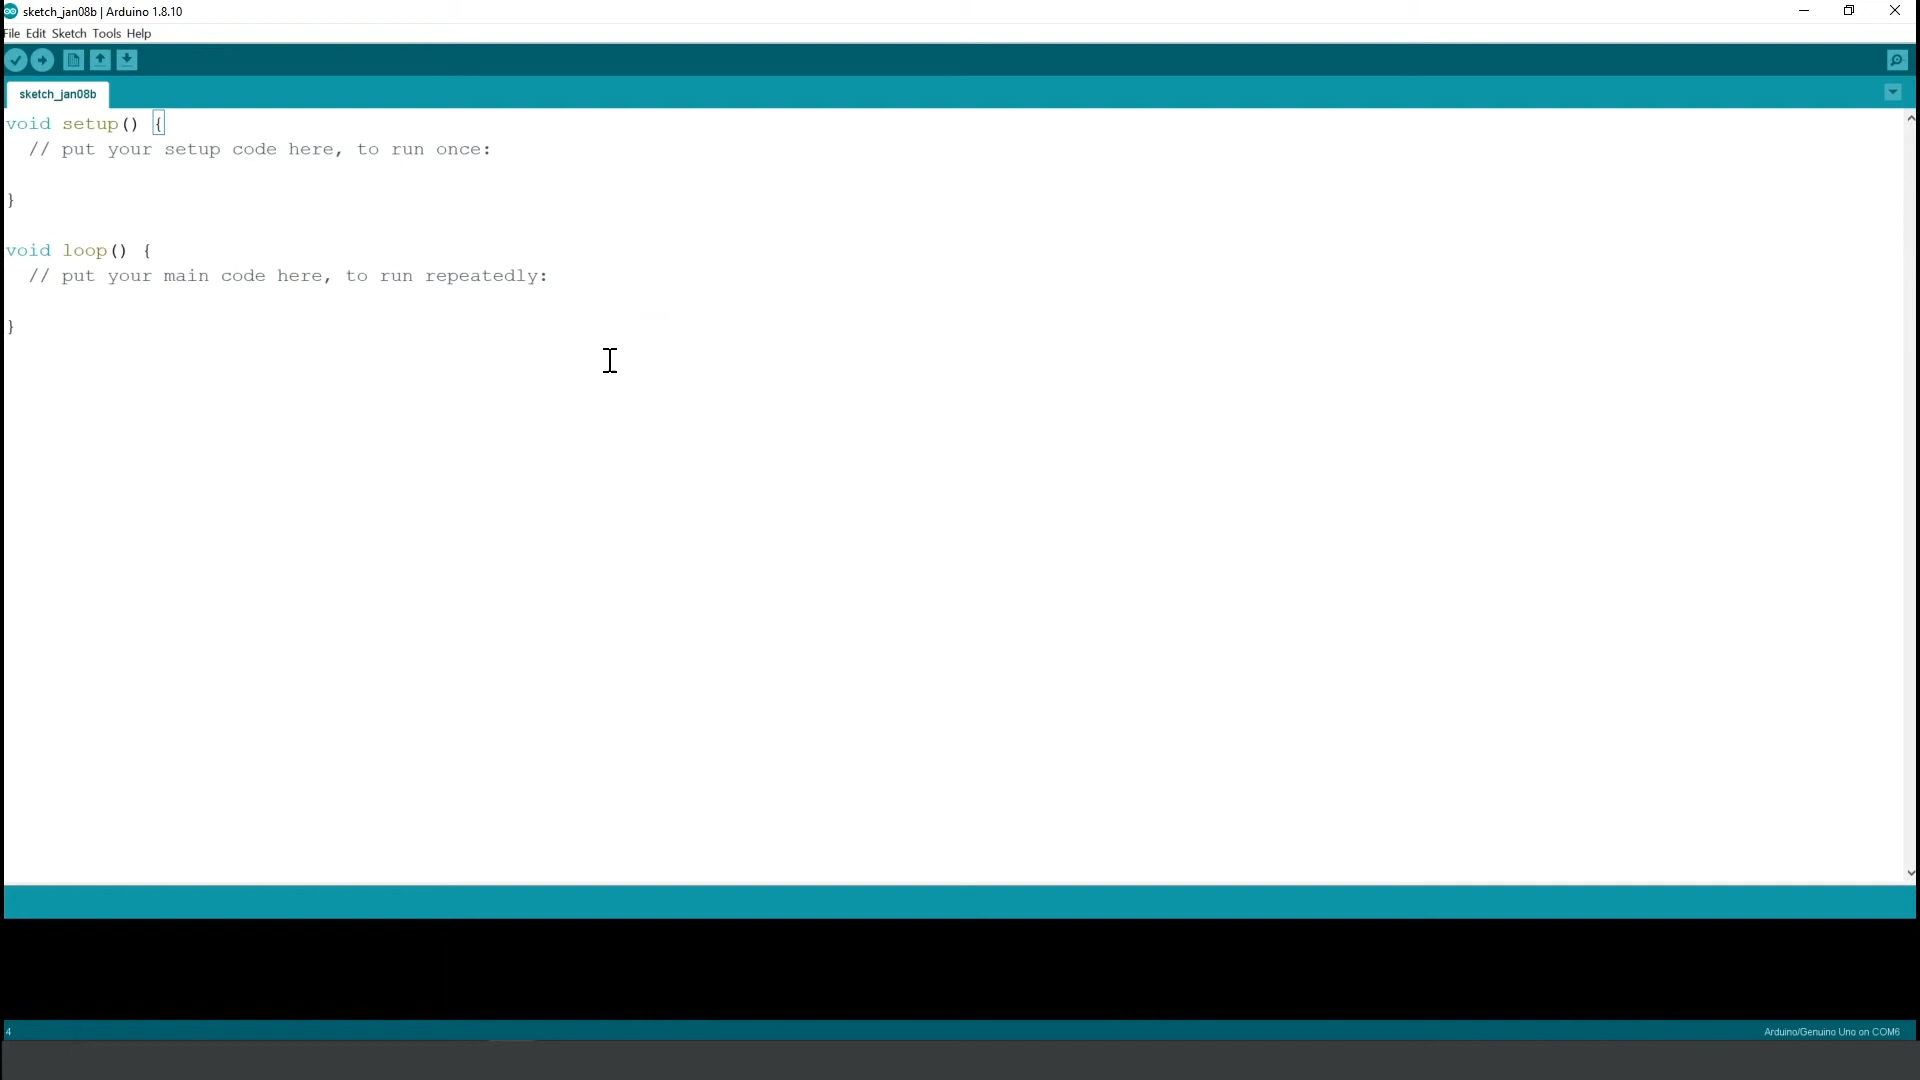 sketch_jan08b | Arduino 1.8.10
File Edit Sketch Tools Help
sketch_jan08b
void setup() {
  // put your setup code here, to run once:
}
void loop() {
  // put your main code here, to run repeatedly:
}
4
Arduino/Genuino Uno on COM6